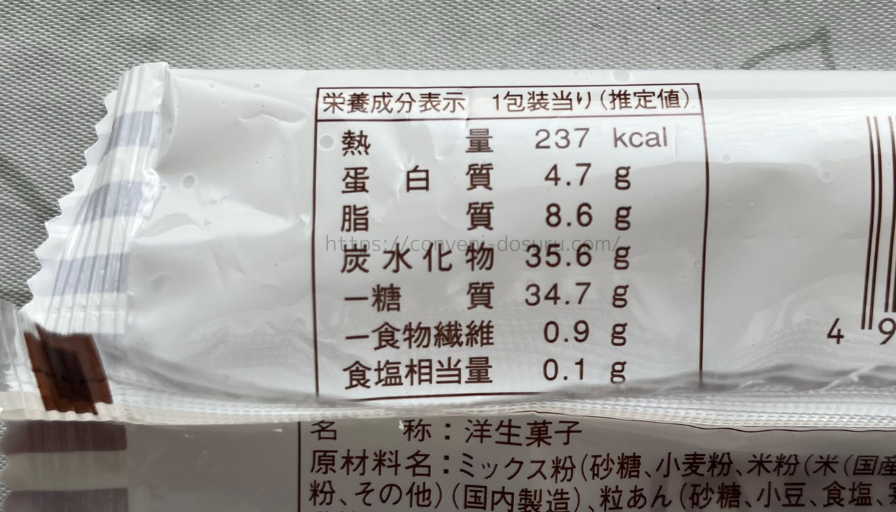 栄養成分表示 1包装当り(推定値)
熱量 237 kcal
蛋白質 4.7 g
脂質 8.6 g
炭水化物 35.6 g
https://conveni-dosuru.com/
ー糖質 34.7 g
ー食物繊維 0.9 g
食塩相当量 0.1 g
4 9
名称:洋生菓子
原材料名:ミックス粉(砂糖、小麦粉、米粉(米(国産
粉、その他)(国内製造)、粒あん(砂糖、小豆、食塩、